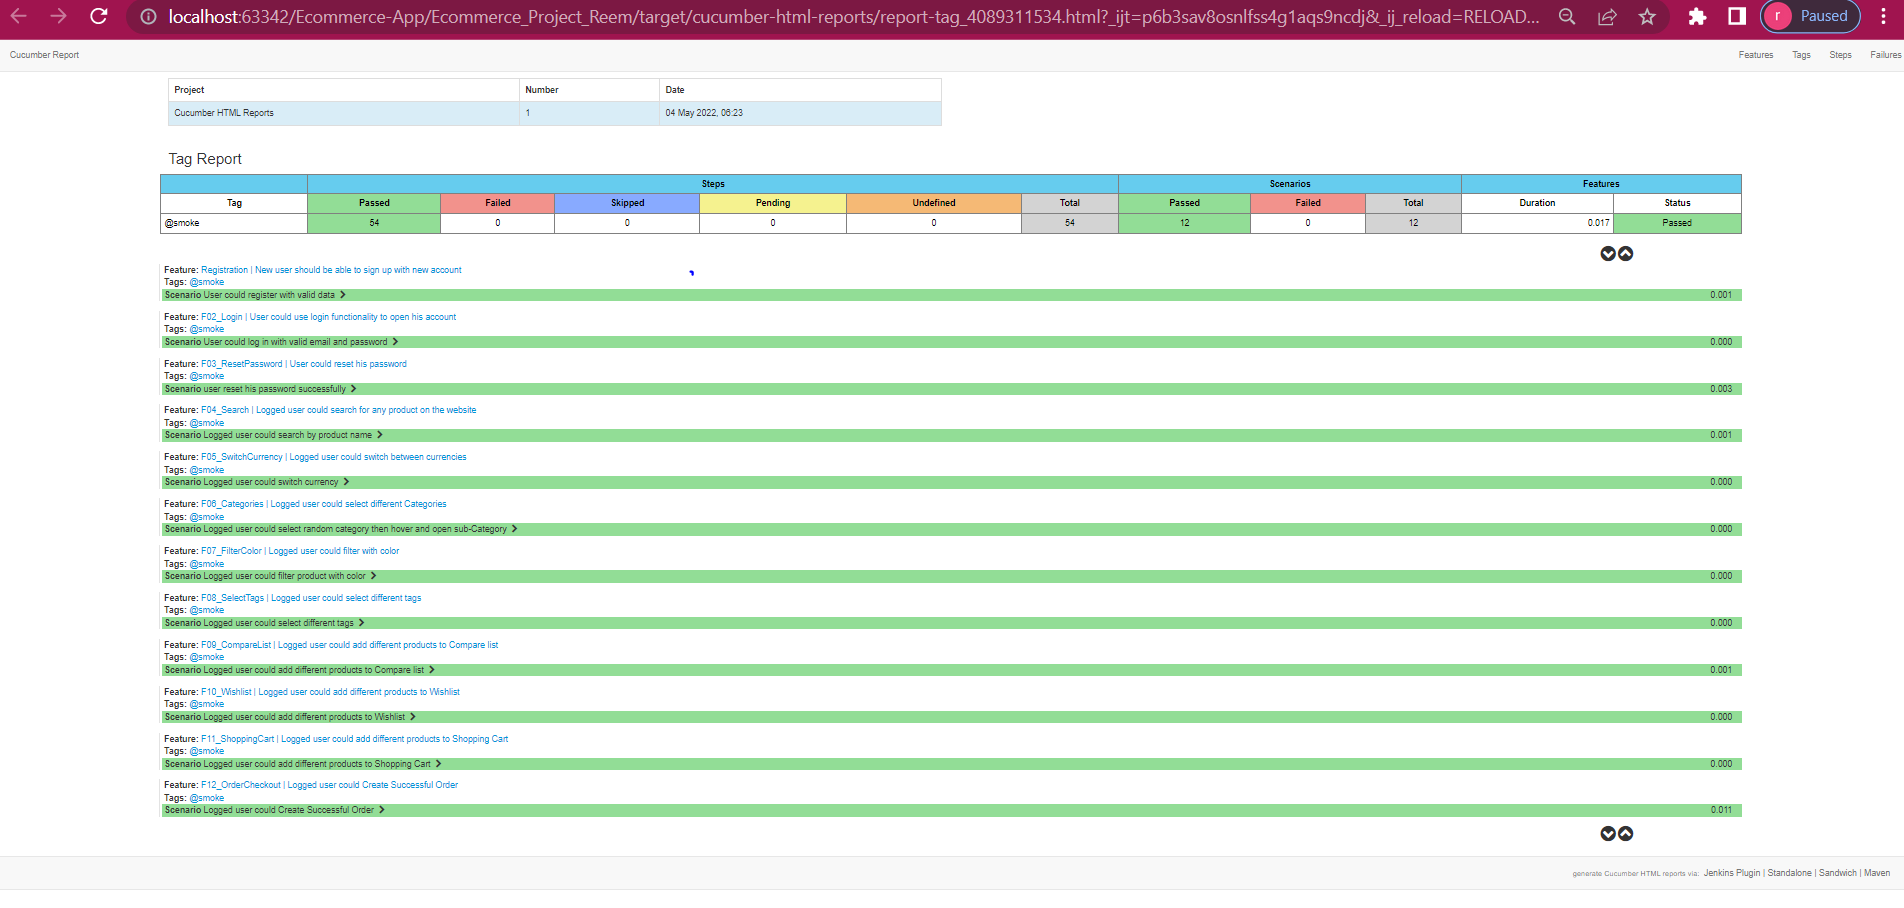 localhost:63342/Ecommerce-App/Ecommerce_Project_Reem/target/cucumber-html-reports/report-tag_4089311534.html?_ijt=p6b3sav8osnlfss4g1aqs9ncdj&_ij_reload=RELOAD... r Paused
Cucumber Report Features Tags Steps Failures
Project Number Date
Cucumber HTML Reports 1 04 May 2022, 06:23
Tag Report
Steps Scenarios Features
Tag Passed Failed Skipped Pending Undefined Total Passed Failed Total Duration Status
@smoke 54 0 0 0 0 54 12 0 12 0.017 Passed
Feature: Registration | New user should be able to sign up with new account
Tags: @smoke
Scenario User could register with valid data 0.001
Feature: F02_Login | User could use login functionality to open his account
Tags: @smoke
Scenario User could log in with valid email and password 0.000
Feature: F03_ResetPassword | User could reset his password
Tags: @smoke
Scenario user reset his password successfully 0.003
Feature: F04_Search | Logged user could search for any product on the website
Tags: @smoke
Scenario Logged user could search by product name 0.001
Feature: F05_SwitchCurrency | Logged user could switch between currencies
Tags: @smoke
Scenario Logged user could switch currency 0.000
Feature: F06_Categories | Logged user could select different Categories
Tags: @smoke
Scenario Logged user could select random category then hover and open sub-Category 0.000
Feature: F07_FilterColor | Logged user could filter with color
Tags: @smoke
Scenario Logged user could filter product with color 0.000
Feature: F08_SelectTags | Logged user could select different tags
Tags: @smoke
Scenario Logged user could select different tags 0.000
Feature: F09_CompareList | Logged user could add different products to Compare list
Tags: @smoke
Scenario Logged user could add different products to Compare list 0.001
Feature: F10_Wishlist | Logged user could add different products to Wishlist
Tags: @smoke
Scenario Logged user could add different products to Wishlist 0.000
Feature: F11_ShoppingCart | Logged user could add different products to Shopping Cart
Tags: @smoke
Scenario Logged user could add different products to Shopping Cart 0.000
Feature: F12_OrderCheckout | Logged user could Create Successful Order
Tags: @smoke
Scenario Logged user could Create Successful Order 0.011
generate Cucumber HTML reports via: Jenkins Plugin | Standalone | Sandwich | Maven